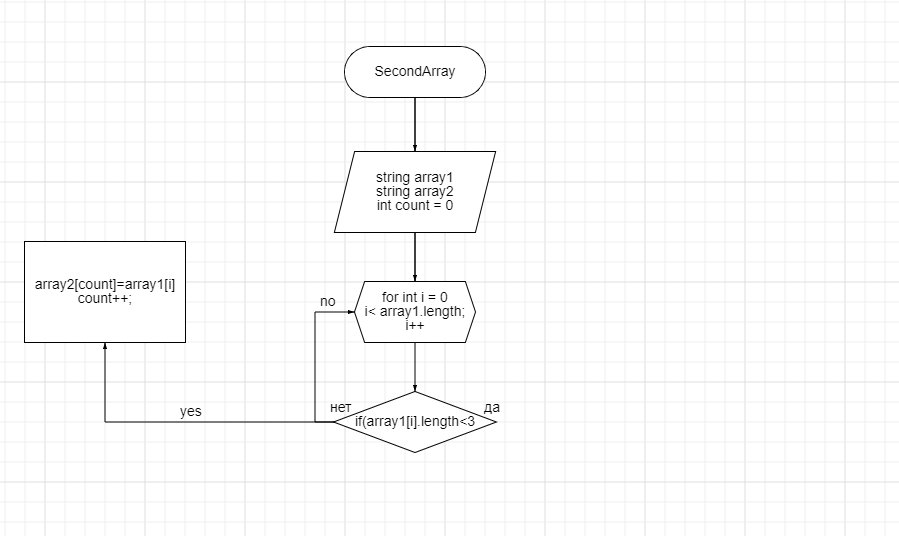 SecondArray
string array1
string array2
int count = 0
array2[count]=array1[i]
count++;
no
for int i = 0
i< array1.length;
i++
yes
нет
да
if(array1[i].length<3